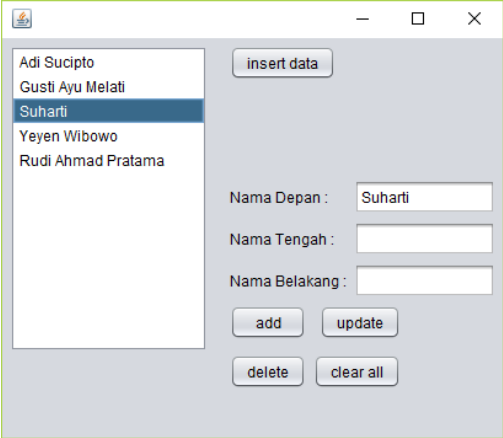 Adi Sucipto
Gusti Ayu Melati
Suharti
Yeyen Wibowo
Rudi Ahmad Pratama
insert data
Nama Depan : Suharti
Nama Tengah :
Nama Belakang :
add update
delete clear all